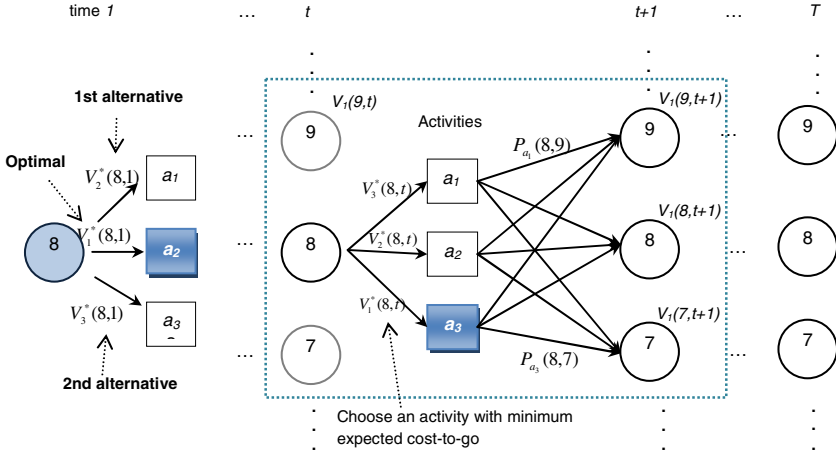 time 1 ... t t+1 ... T
1st alternative
V₁(9,t) V₁(9,t+1)
... 9 Activities 9 ... 9
Pₐ₁(8,9)
Optimal
V₂*(8,1) a₁ V₃*(8,t) a₁
V₁(8,t+1)
8 V₁*(8,1) a₂ ... 8 V₂*(8,t) a₂ 8 ... 8
V₃*(8,1) a₃ V₁*(8,t) a₃
V₁(7,t+1)
... 7 Pₐ₃(8,7) 7 ... 7
2nd alternative
Choose an activity with minimum
expected cost-to-go